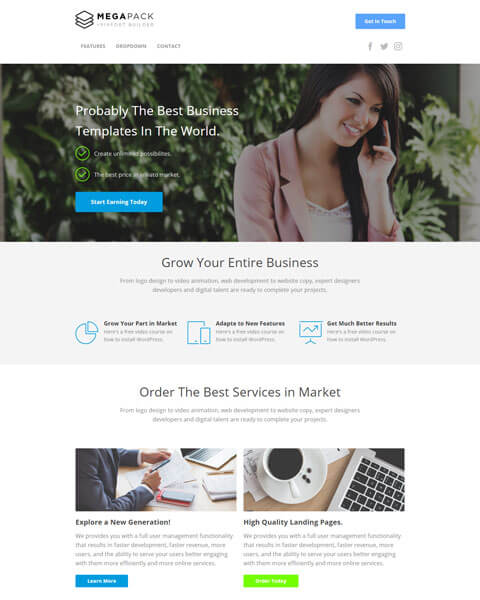 MEGAPACK
Get In Touch
FEATURES DROPDOWN CONTACT
Probably The Best Business
Templates In The World.
Create unlimited possibilites.
The best price in inliato market.
Start Earning Today
Grow Your Entire Business
From logo design to video animation, web development to website copy, expert designers
developers and digital talent are ready to complete your projects.
Grow Your Part in Market
Here's a free video course on
how to install WordPress.
Adapte to New Features
Here's a free video course on
how to install WordPress.
Get Much Better Results
Here's a free video course on
how to install WordPress.
Order The Best Services in Market
From logo design to video animation, web development to website copy, expert designers
developers and digital talent are ready to complete your projects.
Explore a New Generation!
We provides you with a full user management functionality
that results in faster development, faster revenue, more
users, and the ability to serve your users better engaging
with them more efficiently and more online services.
Learn More
High Quality Landing Pages.
We provides you with a full user management functionality
that results in faster development, faster revenue, more
users, and the ability to serve your users better engaging
with them more efficiently and more online services.
Order Today